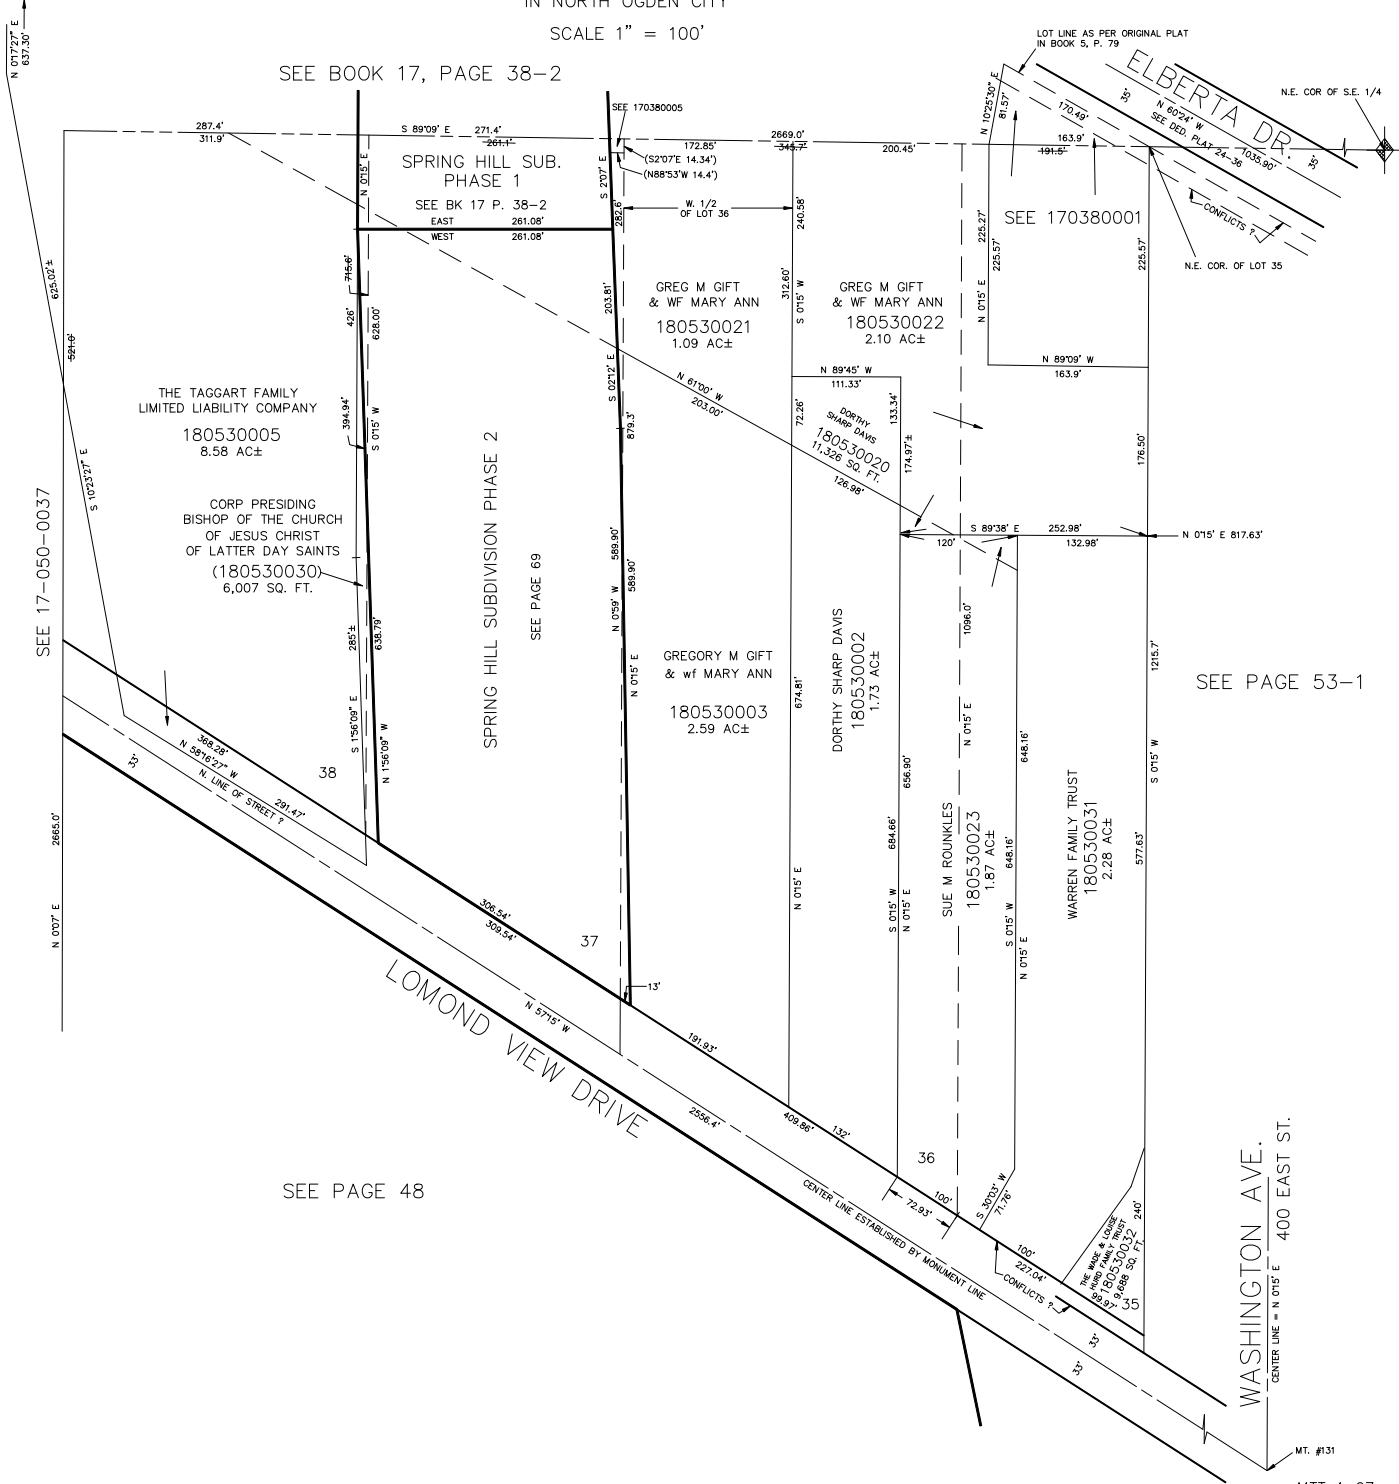 IN NORTH OGDEN CITY
SCALE 1" = 100'
SEE BOOK 17, PAGE 38-2
N 0°17'27" E
637.30'
LOT LINE AS PER ORIGINAL PLAT
IN BOOK 5, P. 79
ELBERTA DR.
N 60°24' W
SEE DED. PLAT 24-36
1035.90'
35'
35'
N.E. COR OF S.E. 1/4
N 10°25'30" E
81.57'
170.49'
163.9'
191.5'
CONFLICTS ?
N.E. COR. OF LOT 35
SEE 170380005
287.4'
311.9'
S 89°09' E
271.4'
261.1'
172.85'
2669.0'
345.7'
200.45'
(S2°07'E 14.34')
(N88°53'W 14.4')
SPRING HILL SUB.
PHASE 1
SEE BK 17 P. 38-2
N 0°15' E
S 2°07' E
282.6'
EAST
261.08'
WEST
261.08'
W. 1/2
OF LOT 36
240.58'
SEE 170380001
225.27'
225.57'
225.57'
N 0°15' E
N 89°09' W
163.9'
625.02'±
521.0'
715.6'
426'
628.00'
203.81'
312.60'
S 0°15' W
GREG M GIFT
& WF MARY ANN
180530021
1.09 AC±
GREG M GIFT
& WF MARY ANN
180530022
2.10 AC±
S 02°12' E
879.3'
N 61°00' W
203.00'
N 89°45' W
111.33'
72.26'
133.34'
174.97'±
DORTHY
SHARP DAVIS
180530020
11,326 SQ. FT.
126.98'
176.50'
THE TAGGART FAMILY
LIMITED LIABILITY COMPANY
180530005
8.58 AC±
394.94'
S 0°15' W
S 10°23'27" E
SEE 17-050-0037
CORP PRESIDING
BISHOP OF THE CHURCH
OF JESUS CHRIST
OF LATTER DAY SAINTS
(180530030)
6,007 SQ. FT.
SPRING HILL SUBDIVISION PHASE 2
SEE PAGE 69
589.90'
589.90'
N 0°59' W
N 0°15' E
S 89°38' E
252.98'
120'
132.98'
N 0°15' E 817.63'
285'±
638.79'
S 1°56'09" E
N 1°56'09" W
GREGORY M GIFT
& wf MARY ANN
180530003
2.59 AC±
674.81'
N 0°15' E
DORTHY SHARP DAVIS
180530002
1.73 AC±
656.90'
684.66'
S 0°15' W
N 0°15' E
1096.0'
N 0°15' E
SUE M ROUNKLES
180530023
1.87 AC±
648.16'
648.16'
S 0°15' W
N 0°15' E
WARREN FAMILY TRUST
180530031
2.28 AC±
1215.7'
S 0°15' W
577.63'
SEE PAGE 53-1
368.28'
N 58°16'27" W
N. LINE OF STREET ?
291.47'
38
33'
2665.0'
N 0°07' E
306.54'
309.54'
37
13'
N 57°15' W
LOMOND VIEW DRIVE
191.93'
2556.4'
409.86'
132'
36
72.93'
100'
S 30°03' W
71.76'
CENTER LINE ESTABLISHED BY MONUMENT LINE
100'
227.04'
CONFLICTS ?
THE WADE & LOUISE
HURD FAMILY TRUST
180530032
9,688 SQ. FT.
99.97'
240'
35
33'
33'
SEE PAGE 48
WASHINGTON AVE.
CENTER LINE = N 0°15' E
400 EAST ST.
MT. #131